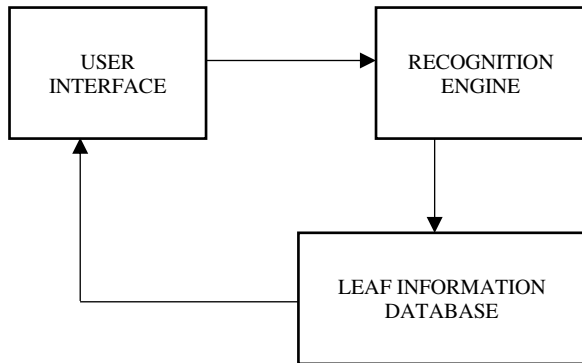 USER
INTERFACE
RECOGNITION
ENGINE
LEAF INFORMATION
DATABASE